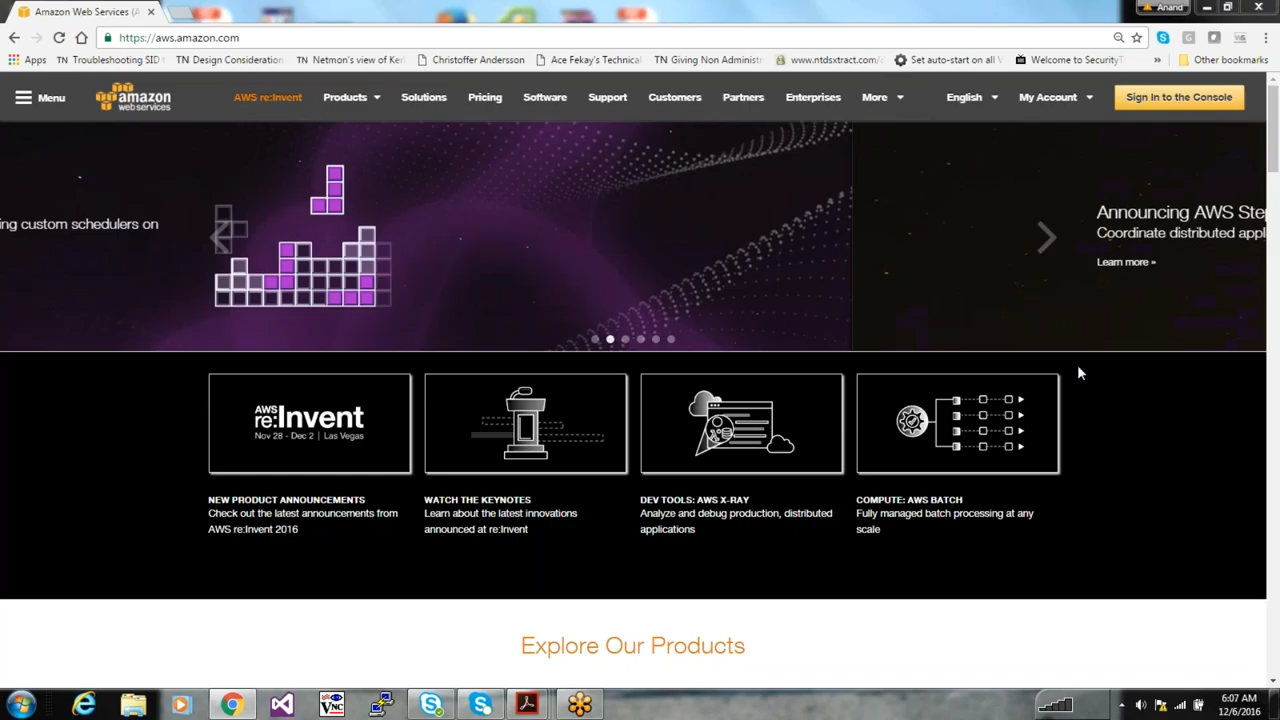 Amazon Web Services (A
Anand
https://aws.amazon.com
Apps
TN Troubleshooting SID
TN Design Consideration
TN Netmon's view of Ker
Christoffer Andersson
Ace Fekay's Technical
TN Giving Non Adminis
www.ntdsxtract.com/
Set auto-start on all V
Welcome to SecurityT
»
Other bookmarks
Menu
amazon
web services
AWS re:Invent
Products
Solutions
Pricing
Software
Support
Customers
Partners
Enterprises
More
English
My Account
Sign In to the Console
ing custom schedulers on
Announcing AWS Ste
Coordinate distributed appl
Learn more »
AWS
re:Invent
Nov 28 - Dec 2 | Las Vegas
NEW PRODUCT ANNOUNCEMENTS
Check out the latest announcements from
AWS re:Invent 2016
WATCH THE KEYNOTES
Learn about the latest innovations
announced at re:Invent
DEV TOOLS: AWS X-RAY
Analyze and debug production, distributed
applications
COMPUTE: AWS BATCH
Fully managed batch processing at any
scale
Explore Our Products
VNC
6:07 AM
12/6/2016